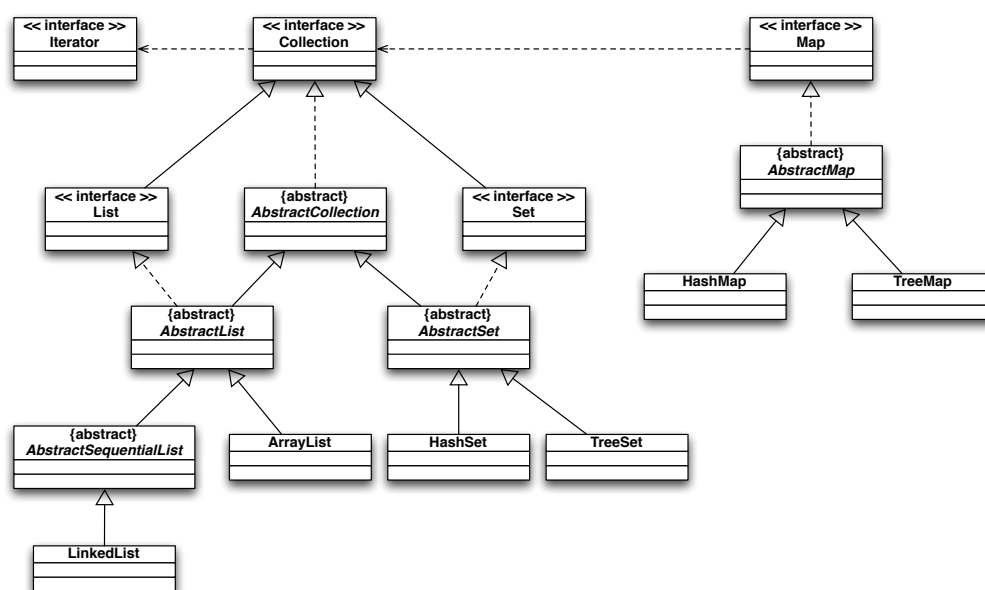 << interface >>
Iterator
<< interface >>
Collection
<< interface >>
Map
{abstract}
AbstractMap
<< interface >>
List
{abstract}
AbstractCollection
<< interface >>
Set
HashMap
TreeMap
{abstract}
AbstractList
{abstract}
AbstractSet
{abstract}
AbstractSequentialList
ArrayList
HashSet
TreeSet
LinkedList